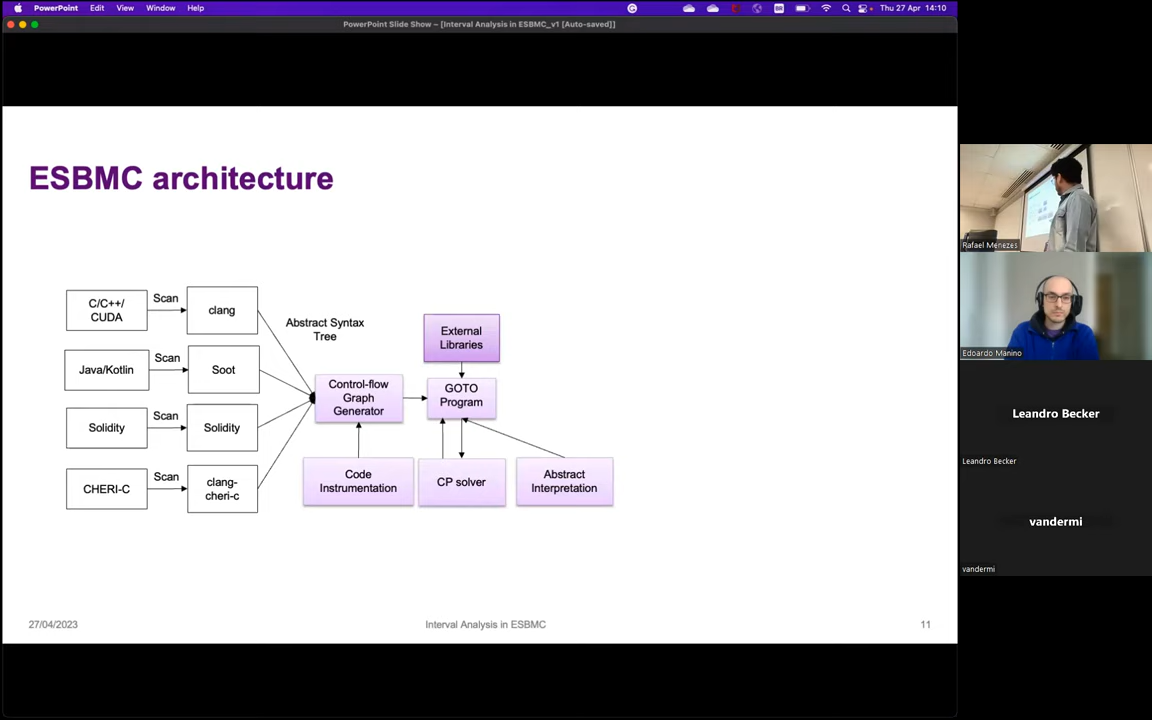 PowerPoint Edit View Window Help
BR
Thu 27 Apr 14:10
PowerPoint Slide Show – [Interval Analysis in ESBMC_v1 [Auto-saved]]
ESBMC architecture
C/C++/
CUDA
Scan
clang
Java/Kotlin
Scan
Soot
Solidity
Scan
Solidity
CHERI-C
Scan
clang-
cheri-c
Abstract Syntax
Tree
Control-flow
Graph
Generator
External
Libraries
GOTO
Program
Code
Instrumentation
CP solver
Abstract
Interpretation
27/04/2023
Interval Analysis in ESBMC
11
Rafael Menezes
Edoardo Manino
Leandro Becker
Leandro Becker
vandermi
vandermi